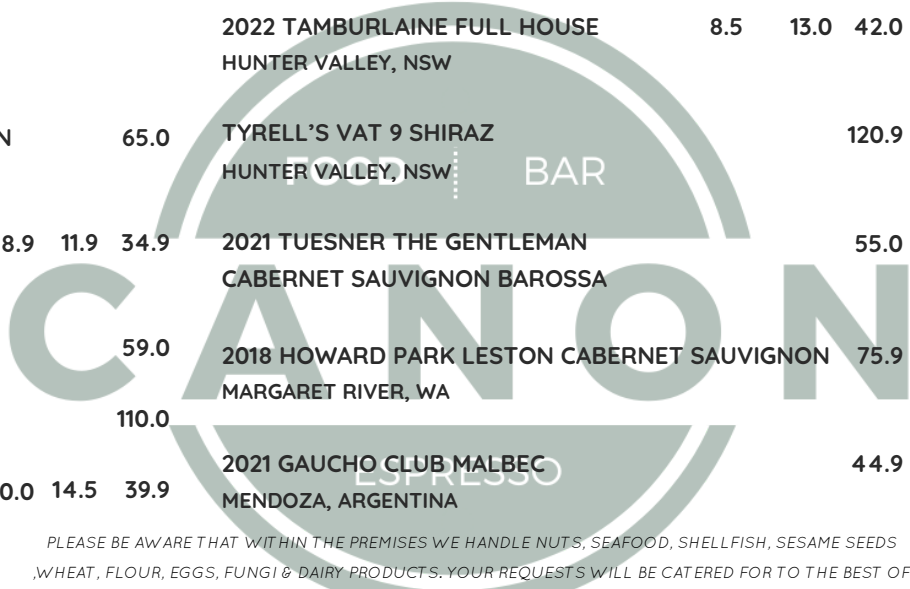 2022 TAMBURLAINE FULL HOUSE 8.5 13.0 42.0
HUNTER VALLEY, NSW
N 65.0
TYRELL'S VAT 9 SHIRAZ 120.9
HUNTER VALLEY, NSW
FOOD BAR
8.9 11.9 34.9
2021 TUESNER THE GENTLEMAN 55.0
CABERNET SAUVIGNON BAROSSA
CANON
59.0
2018 HOWARD PARK LESTON CABERNET SAUVIGNON 75.9
MARGARET RIVER, WA
110.0
2021 GAUCHO CLUB MALBEC 44.9
ESPRESSO
0.0 14.5 39.9
MENDOZA, ARGENTINA
PLEASE BE AWARE THAT WITHIN THE PREMISES WE HANDLE NUTS, SEAFOOD, SHELLFISH, SESAME SEEDS
,WHEAT, FLOUR, EGGS, FUNGI & DAIRY PRODUCTS. YOUR REQUESTS WILL BE CATERED FOR TO THE BEST OF